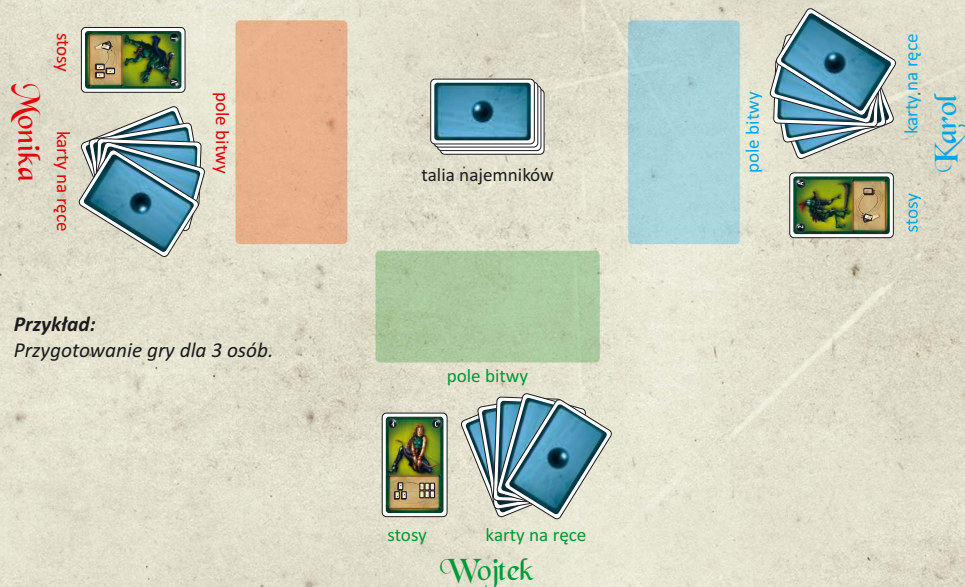 stosy
karty na ręce
Monika
pole bitwy
talia najemników
pole bitwy
karty na ręce
stosy
Karol
Przykład:
Przygotowanie gry dla 3 osób.
pole bitwy
stosy
karty na ręce
Wojtek